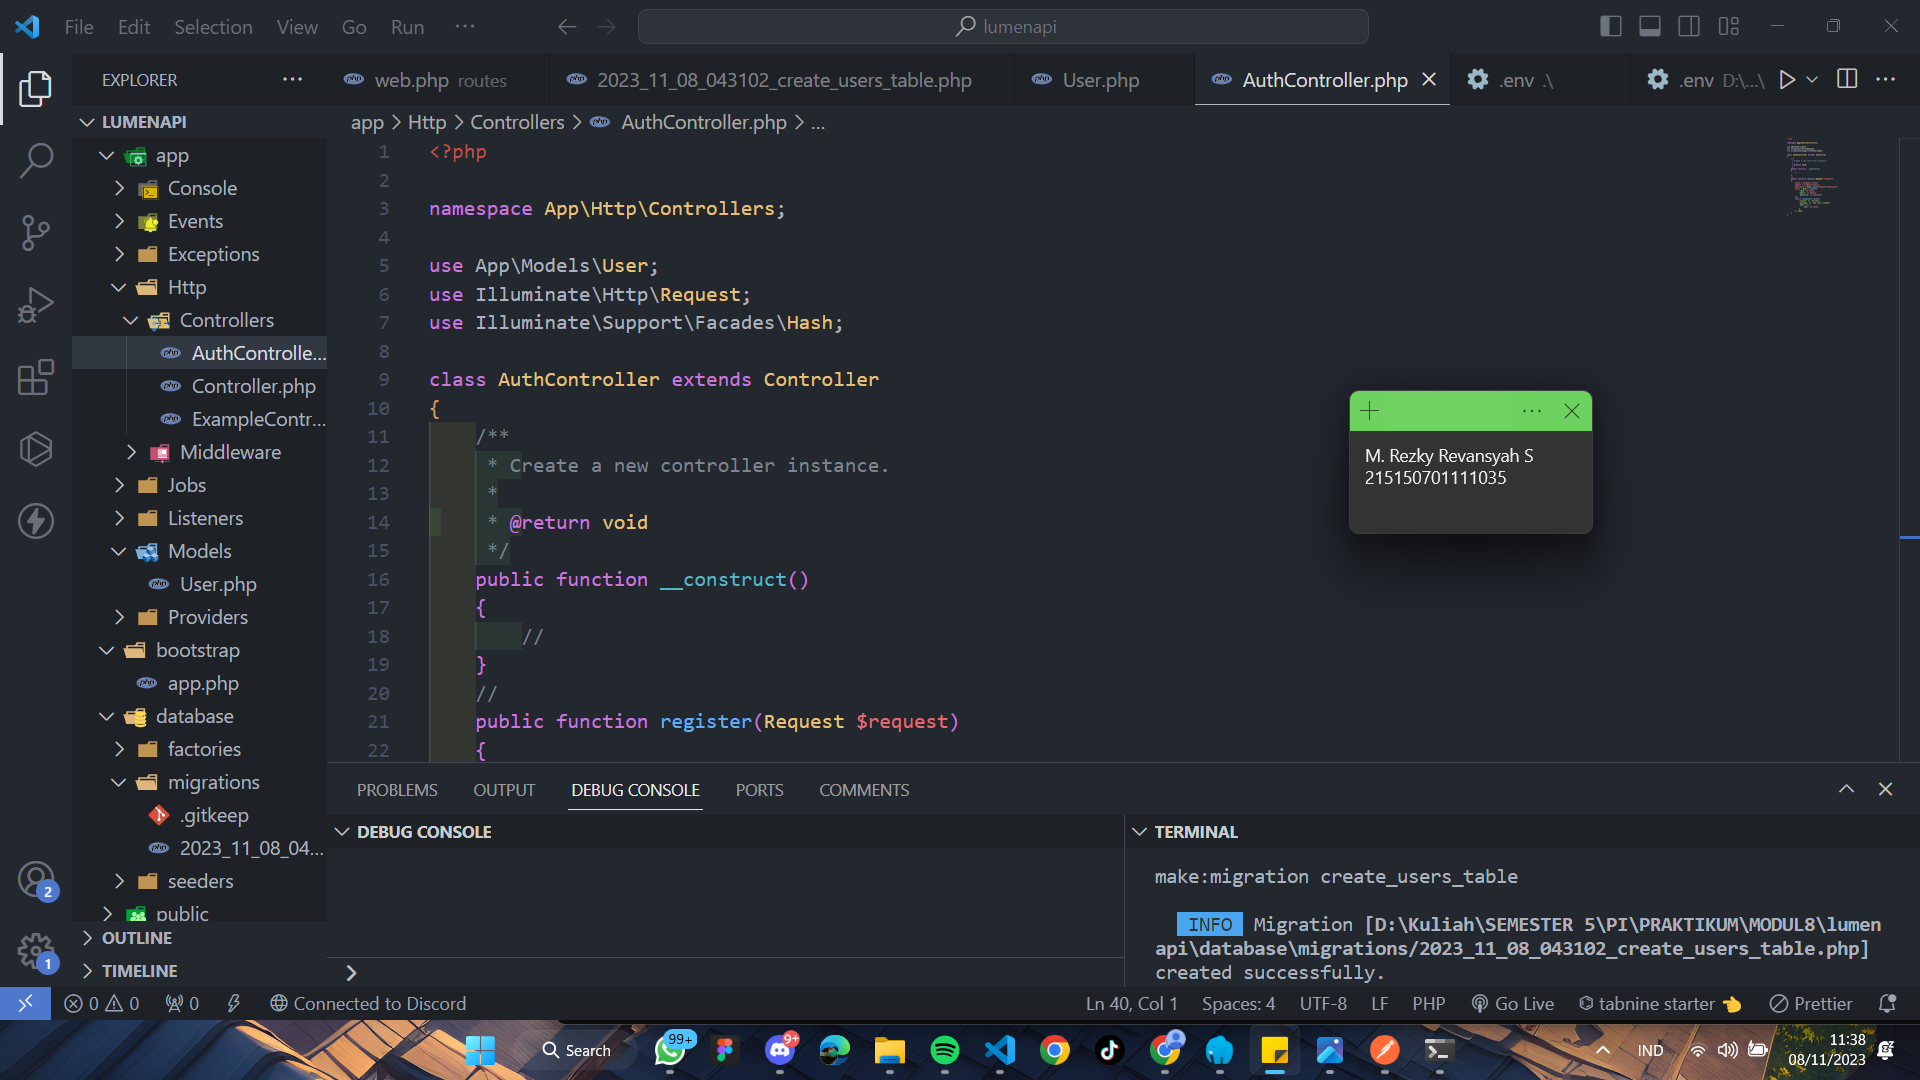 File Edit Selection View Go Run ··· lumenapi
EXPLORER ···
web.php routes 2023_11_08_043102_create_users_table.php User.php AuthController.php .env .\ .env D:\...\
LUMENAPI
app
Console
Events
Exceptions
Http
Controllers
AuthControlle...
Controller.php
ExampleContr...
Middleware
Jobs
Listeners
Models
User.php
Providers
bootstrap
app.php
database
factories
migrations
.gitkeep
2023_11_08_04...
seeders
public
OUTLINE
TIMELINE
app > Http > Controllers > AuthController.php > ...
1 <?php
2
3 namespace App\Http\Controllers;
4
5 use App\Models\User;
6 use Illuminate\Http\Request;
7 use Illuminate\Support\Facades\Hash;
8
9 class AuthController extends Controller
10 {
11 /**
12 * Create a new controller instance.
13 *
14 * @return void
15 */
16 public function __construct()
17 {
18 //
19 }
20 //
21 public function register(Request $request)
22 {
M. Rezky Revansyah S
215150701111035
PROBLEMS OUTPUT DEBUG CONSOLE PORTS COMMENTS
DEBUG CONSOLE
TERMINAL
make:migration create_users_table
INFO Migration [D:\Kuliah\SEMESTER 5\PI\PRAKTIKUM\MODUL8\lumen
api\database\migrations/2023_11_08_043102_create_users_table.php]
created successfully.
2
1
0 0 0 Connected to Discord Ln 40, Col 1 Spaces: 4 UTF-8 LF PHP Go Live tabnine starter Prettier
Search 99+ 9+ IND 11:38
08/11/2023